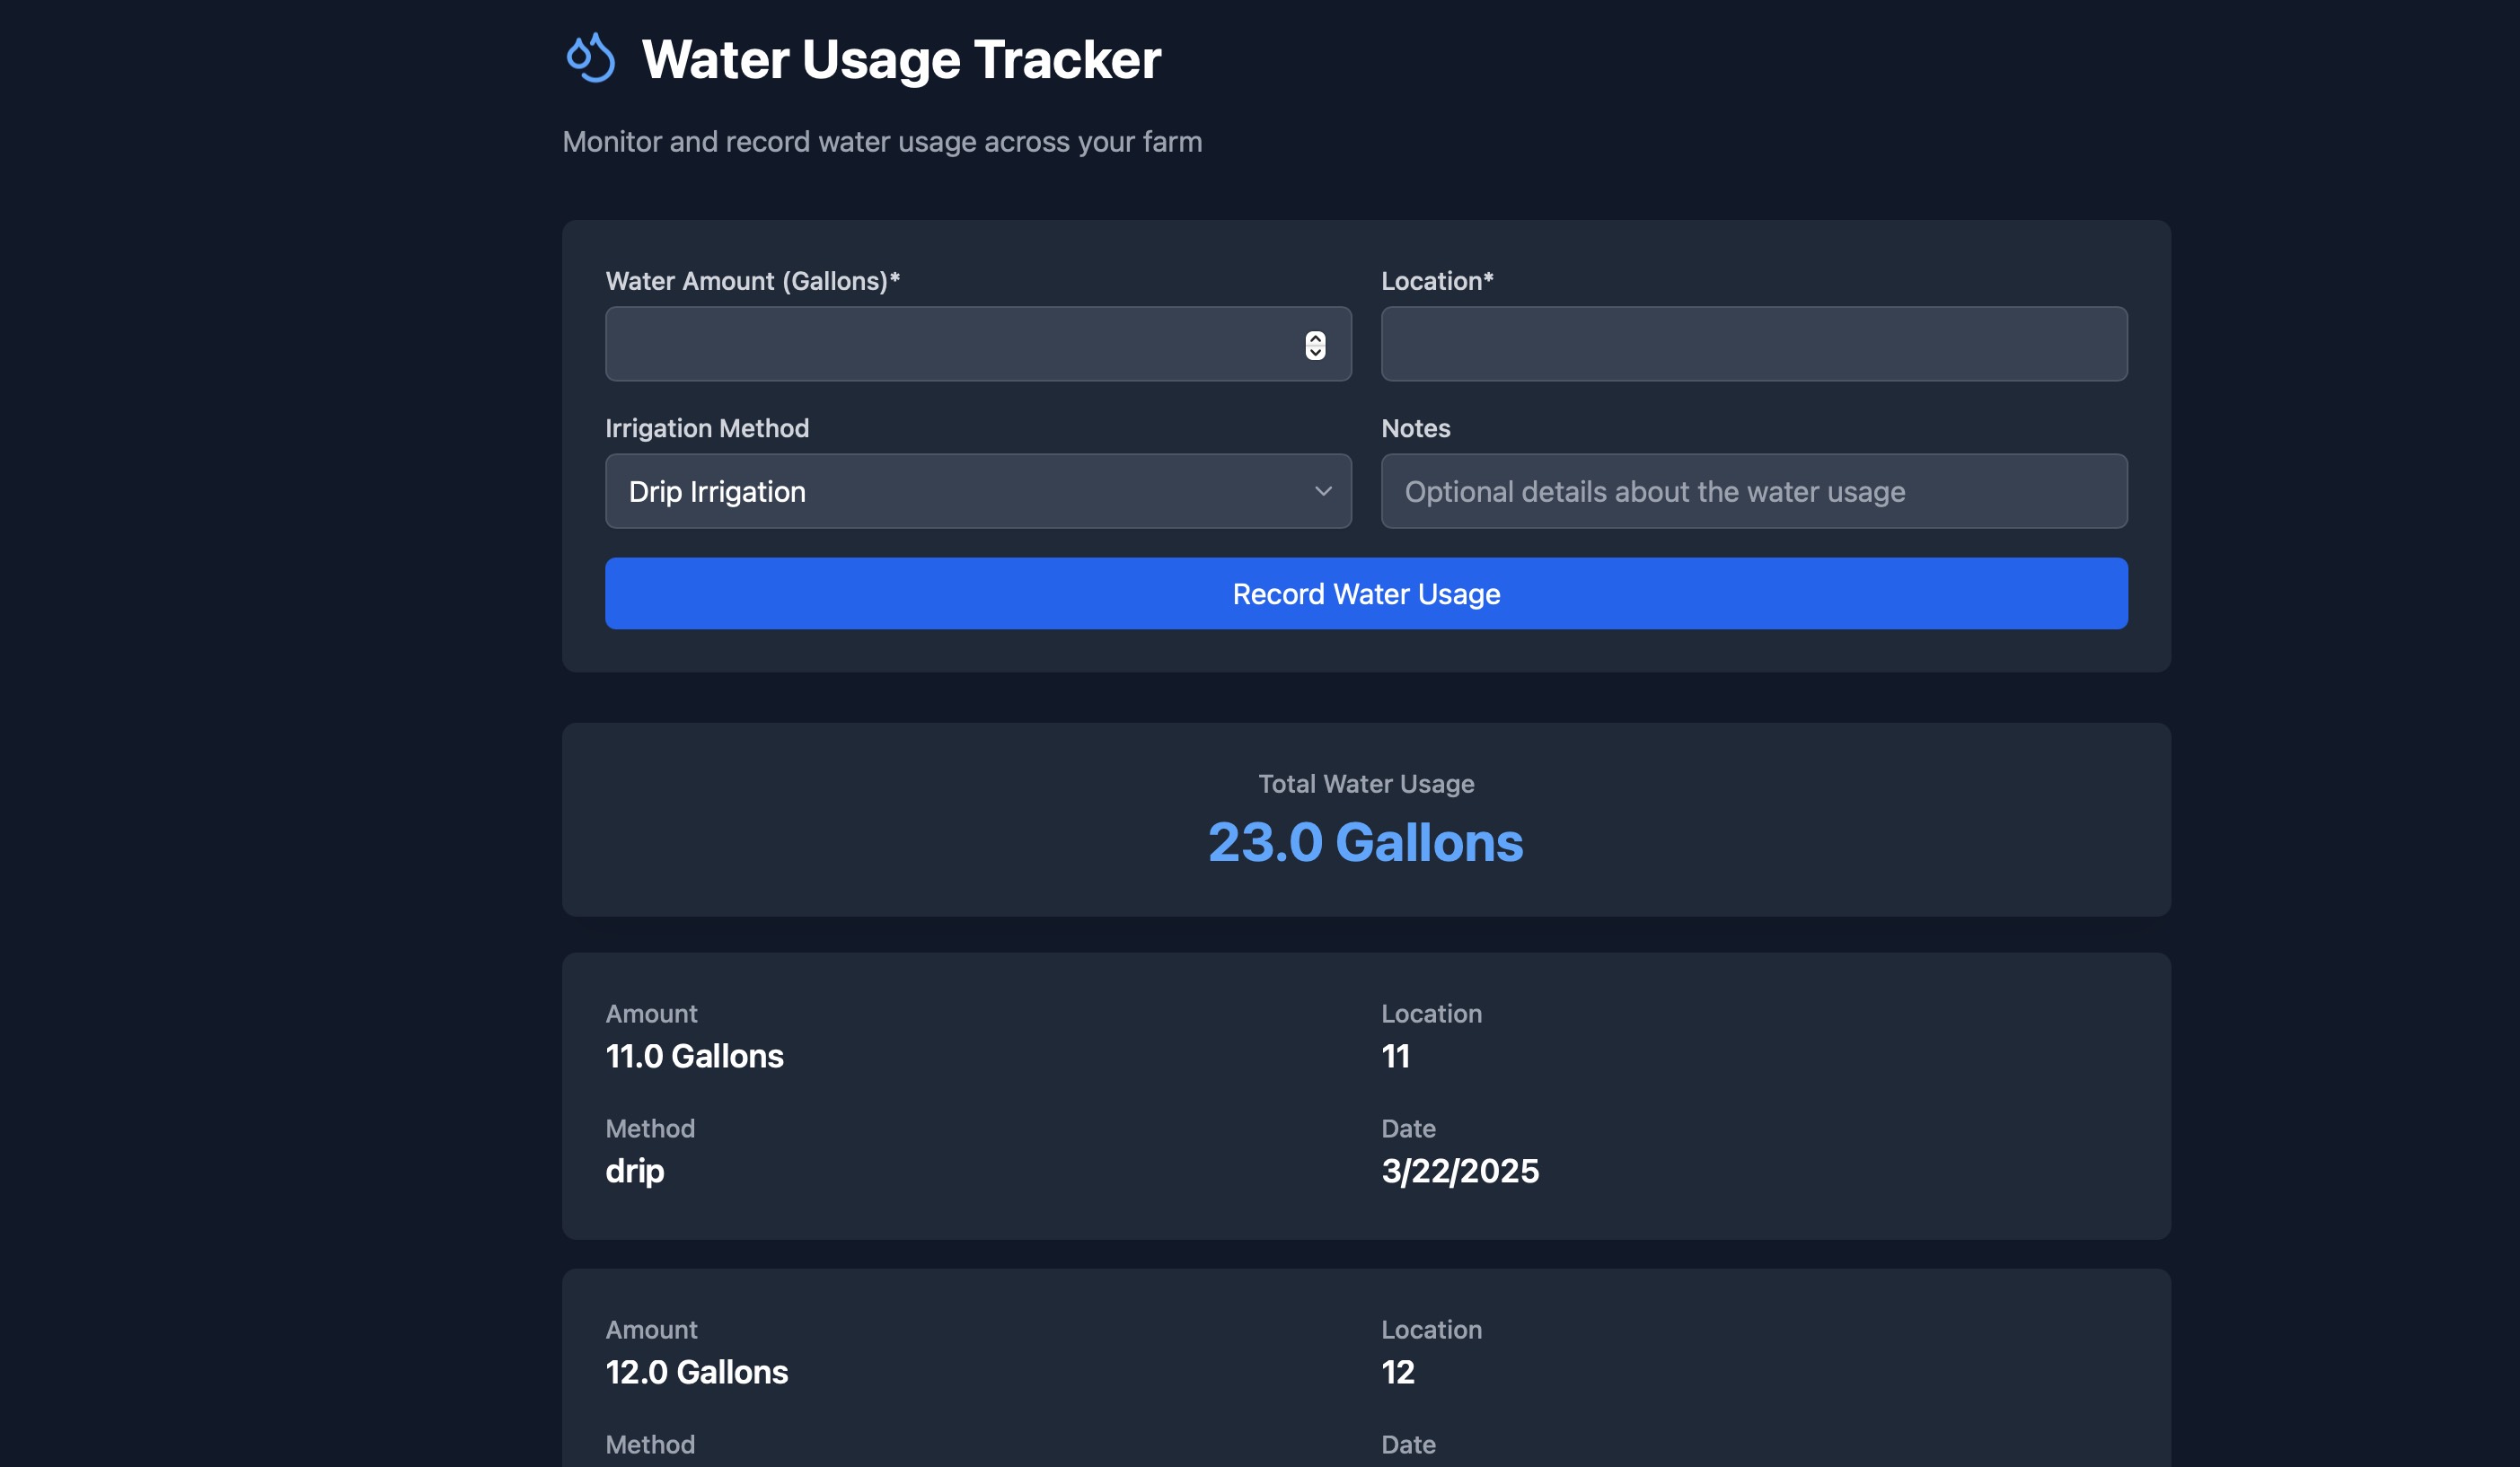 Water Usage Tracker
Monitor and record water usage across your farm
Water Amount (Gallons)*
Location*
Irrigation Method
Notes
Drip Irrigation
Optional details about the water usage
Record Water Usage
Total Water Usage
23.0 Gallons
Amount
Location
11.0 Gallons
11
Method
Date
drip
3/22/2025
Amount
Location
12.0 Gallons
12
Method
Date